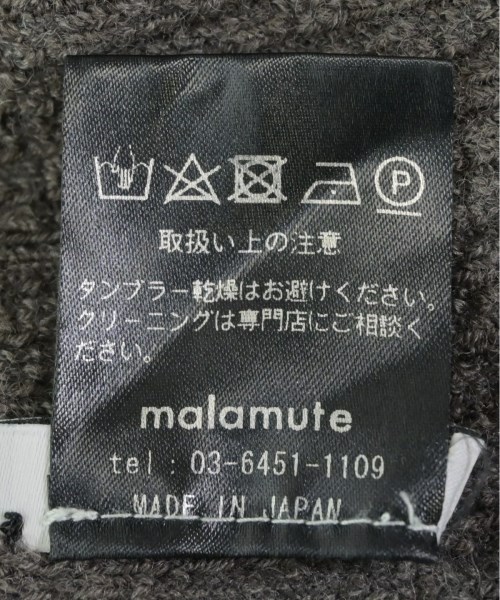 P
取扱い上の注意
タンブラー乾燥はお避けください。
クリーニングは専門店にご相談く
ださい。
malamute
tel : 03-6451-1109
MADE IN JAPAN